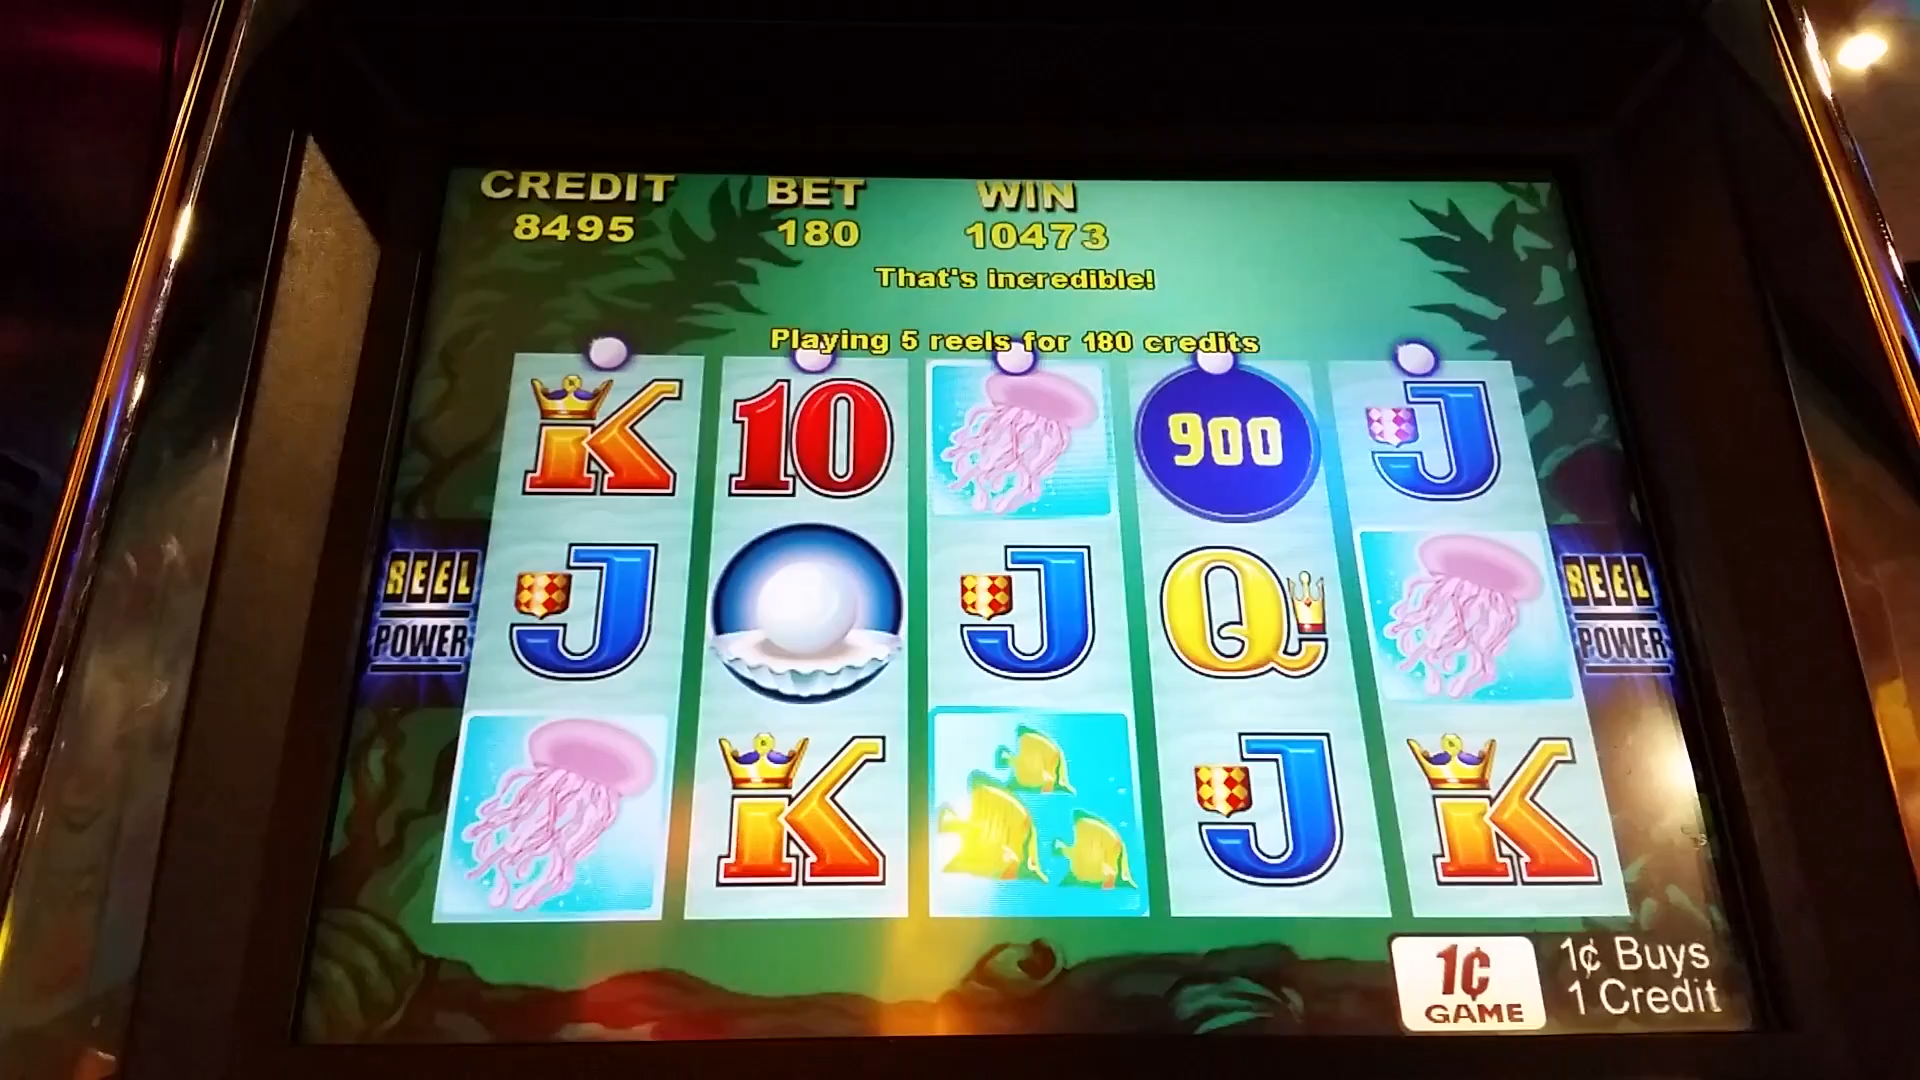 CREDIT BET WIN
8495 180 10473
That's incredible!
Playing 5 reels for 180 credits
K 10 900 J
REEL POWER
J J Q
REEL POWER
K J K
1¢ GAME
1¢ Buys
1 Credit